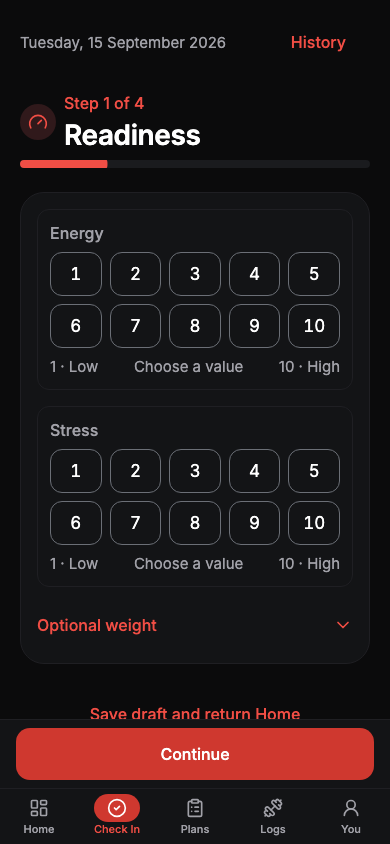 Tuesday, 15 September 2026 History
Step 1 of 4
Readiness
Energy
1 2 3 4 5
6 7 8 9 10
1 · Low Choose a value 10 · High
Stress
1 2 3 4 5
6 7 8 9 10
1 · Low Choose a value 10 · High
Optional weight
Save draft and return Home
Continue
Home Check In Plans Logs You